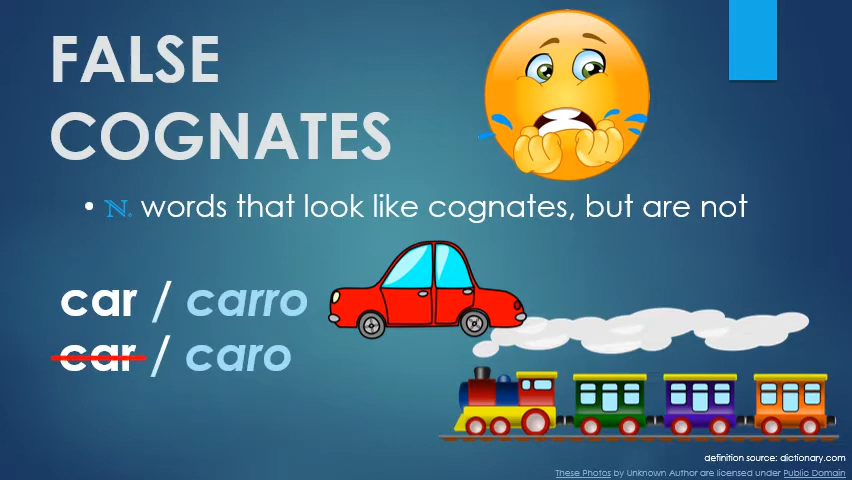 FALSE
COGNATES
• N. words that look like cognates, but are not
car / carro
car / caro
definition source: dictionary.com
These Photos by Unknown Author are licensed under Public Domain